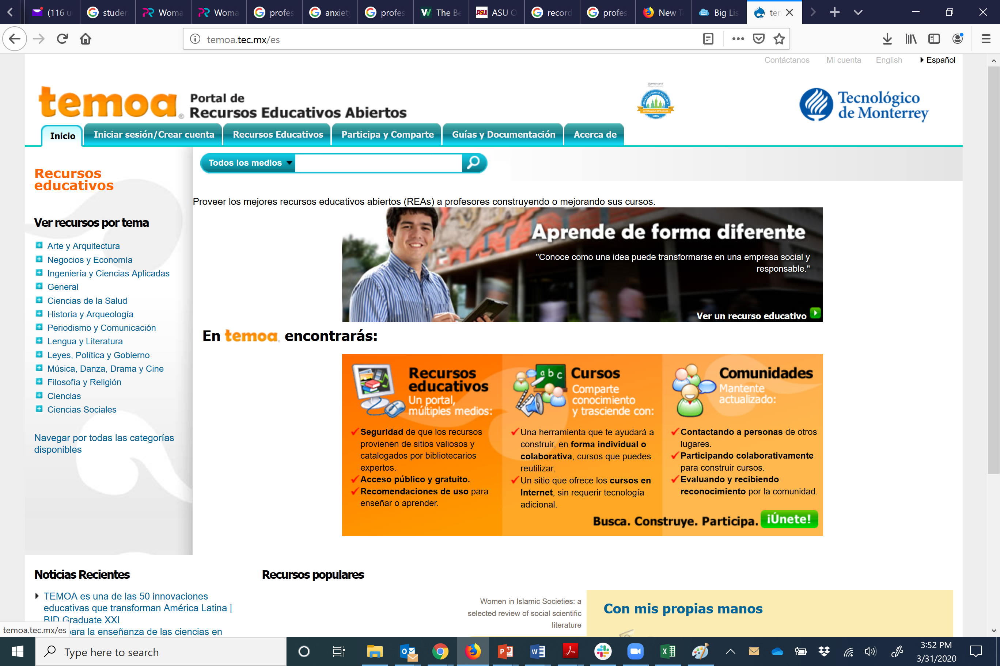 (116 u
studen
Woma
Woma
profes
anxiet
profes
The Be
ASU O
record
profes
New T
Big Lis
tem
temoa.tec.mx/es
Contáctanos
Mi cuenta
English
Español
temoa®
Portal de
Recursos Educativos Abiertos
OPEN EDUCATION FOR EXCELLENCE
OUTSTANDING SITE AWARD
2016
Tecnológico
de Monterrey
Inicio
Iniciar sesión/Crear cuenta
Recursos Educativos
Participa y Comparte
Guías y Documentación
Acerca de
Todos los medios
Recursos
educativos
Ver recursos por tema
Arte y Arquitectura
Negocios y Economía
Ingeniería y Ciencias Aplicadas
General
Ciencias de la Salud
Historia y Arqueología
Periodismo y Comunicación
Lengua y Literatura
Leyes, Política y Gobierno
Música, Danza, Drama y Cine
Filosofía y Religión
Ciencias
Ciencias Sociales
Navegar por todas las categorías
disponibles
Proveer los mejores recursos educativos abiertos (REAs) a profesores construyendo o mejorando sus cursos.
Aprende de forma diferente
"Conoce como una idea puede transformarse en una empresa social y
responsable."
Ver un recurso educativo
En temoa® encontrarás:
Recursos
educativos
Un portal,
múltiples medios:
Seguridad de que los recursos
provienen de sitios valiosos y
catalogados por bibliotecarios
expertos.
Acceso público y gratuito.
Recomendaciones de uso para
enseñar o aprender.
a b c
Cursos
Comparte
conocimiento
y trasciende con:
Una herramienta que te ayudará a
construir, en forma individual o
colaborativa, cursos que puedes
reutilizar.
Un sitio que ofrece los cursos en
Internet, sin requerir tecnología
adicional.
Comunidades
Mantente
actualizado:
Contactando a personas de otros
lugares.
Participando colaborativamente
para construir cursos.
Evaluando y recibiendo
reconocimiento por la comunidad.
Busca. Construye. Participa.
¡Únete!
Noticias Recientes
TEMOA es una de las 50 innovaciones
educativas que transforman América Latina |
BID Graduate XXI
para la enseñanza de las ciencias en
Recursos populares
Women in Islamic Societies: a
selected review of social scientific
literature
Con mis propias manos
temoa.tec.mx/es
Type here to search
3:52 PM
3/31/2020